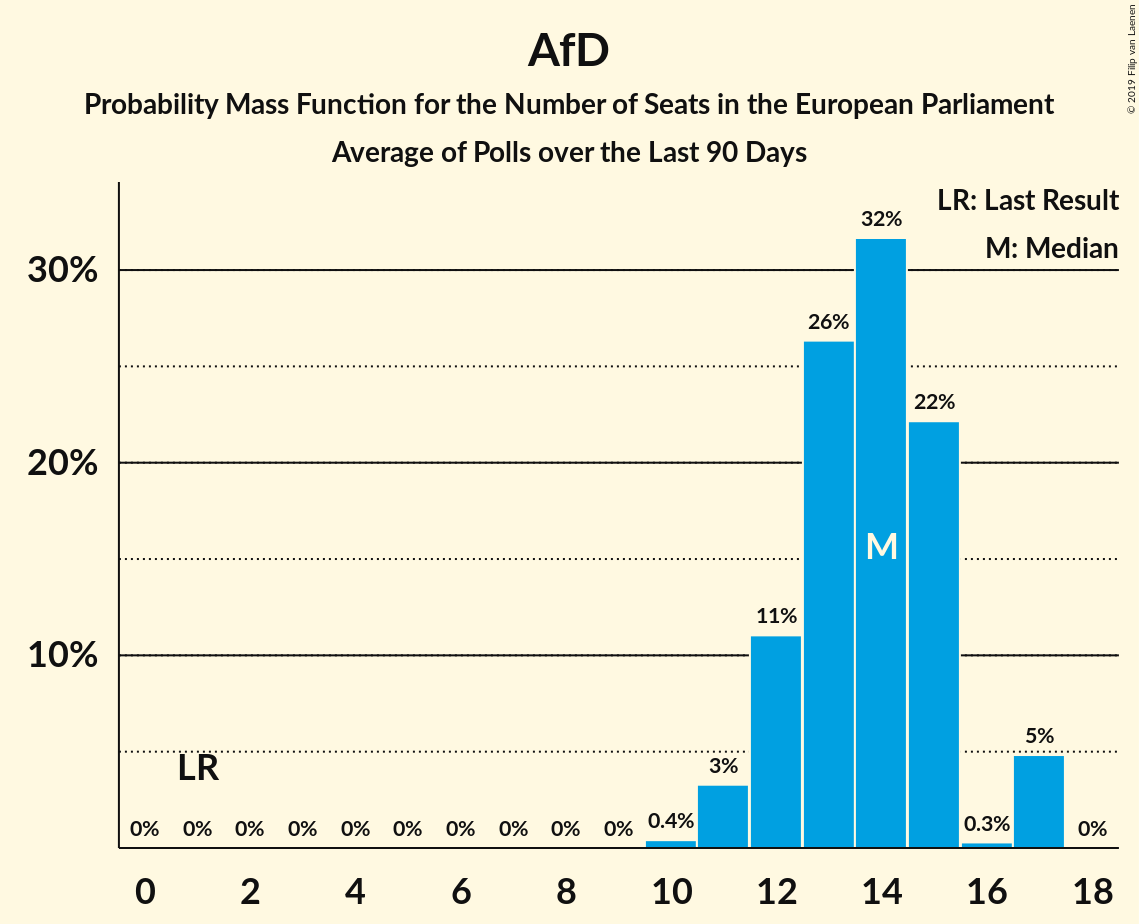 AfD
Probability Mass Function for the Number of Seats in the European Parliament
Average of Polls over the Last 90 Days
© 2019 Filip van Laenen
LR: Last Result
M: Median
30%
20%
10%
0%
0%
0%
0%
0%
0%
0%
0%
0%
0%
0.4%
3%
11%
26%
32%
22%
0.3%
5%
0%
LR
M
0 2 4 6 8 10 12 14 16 18